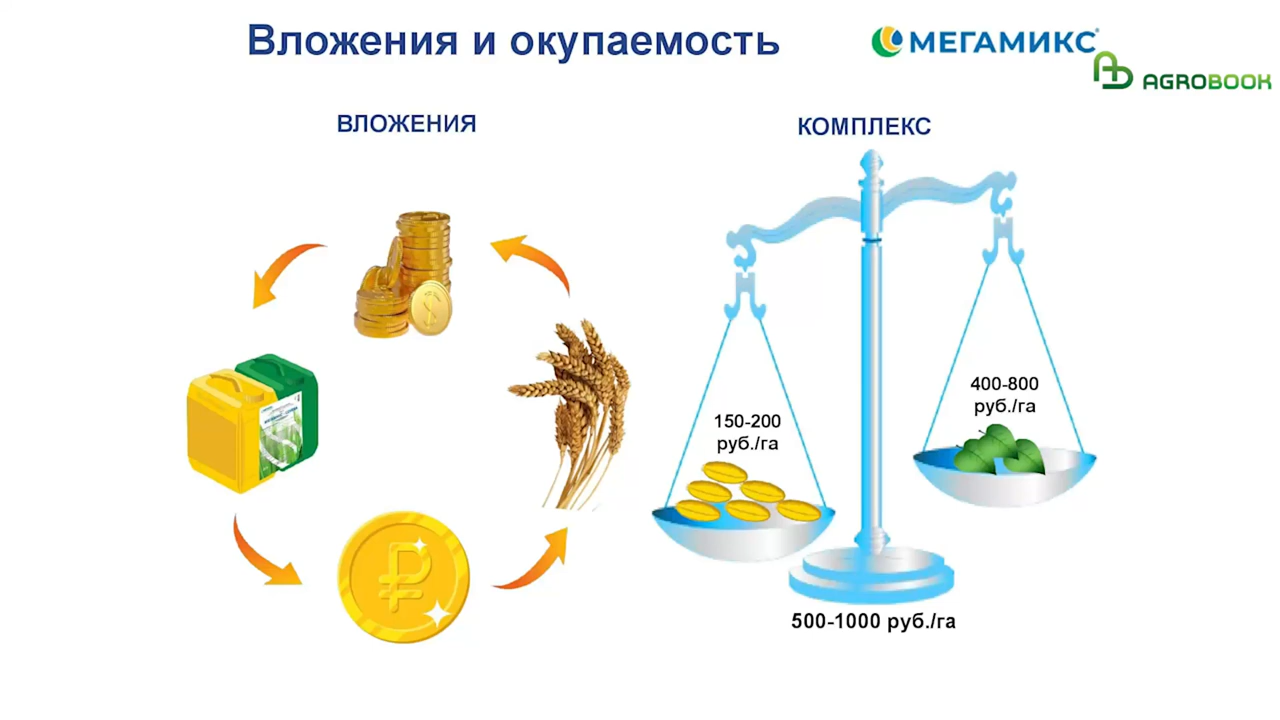 Вложения и окупаемость
МЕГАМИКС
AGROBOOK
ВЛОЖЕНИЯ
КОМПЛЕКС
150-200
руб./га
400-800
руб./га
500-1000 руб./га